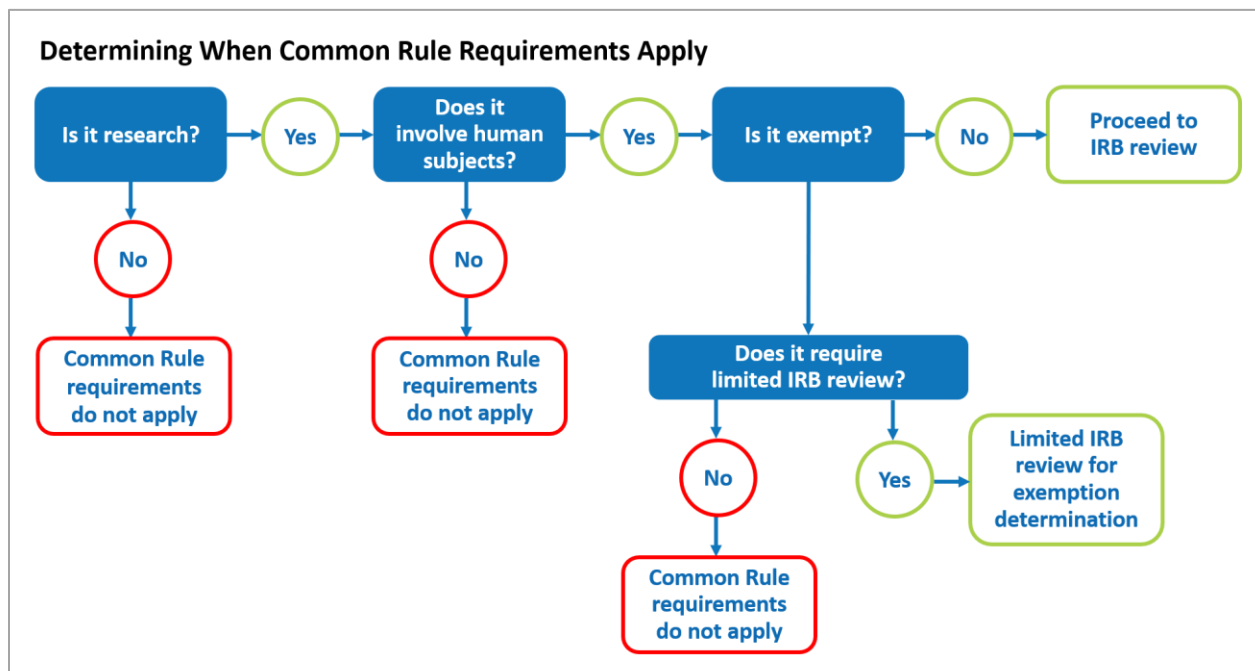 Determining When Common Rule Requirements Apply
Is it research?
Yes
Does it
involve human
subjects?
Yes
Is it exempt?
No
Proceed to
IRB review
No
No
Common Rule
requirements
do not apply
Common Rule
requirements
do not apply
Does it require
limited IRB review?
No
Yes
Limited IRB
review for
exemption
determination
Common Rule
requirements
do not apply